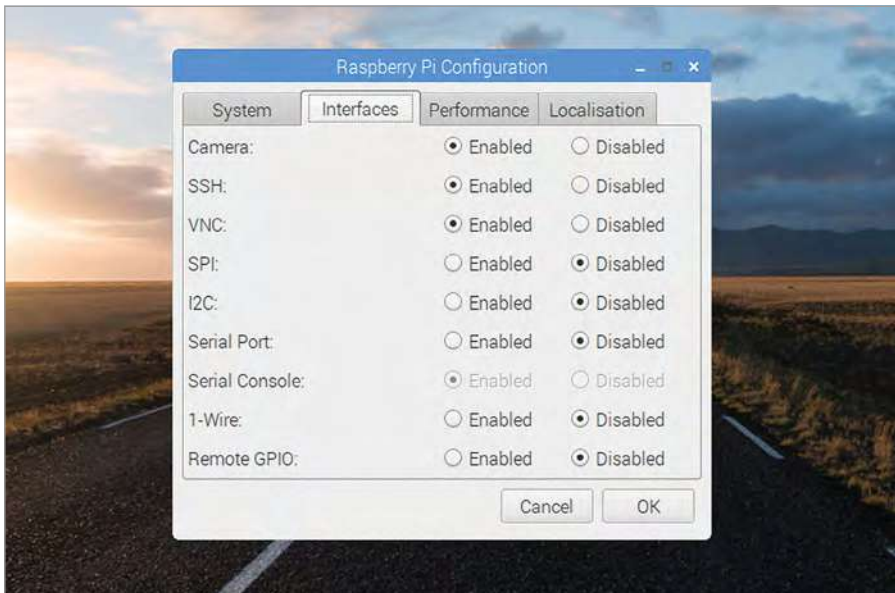 Raspberry Pi Configuration
System Interfaces Performance Localisation
Camera: Enabled Disabled
SSH: Enabled Disabled
VNC: Enabled Disabled
SPI: Enabled Disabled
I2C: Enabled Disabled
Serial Port: Enabled Disabled
Serial Console: Enabled Disabled
1-Wire: Enabled Disabled
Remote GPIO: Enabled Disabled
Cancel OK